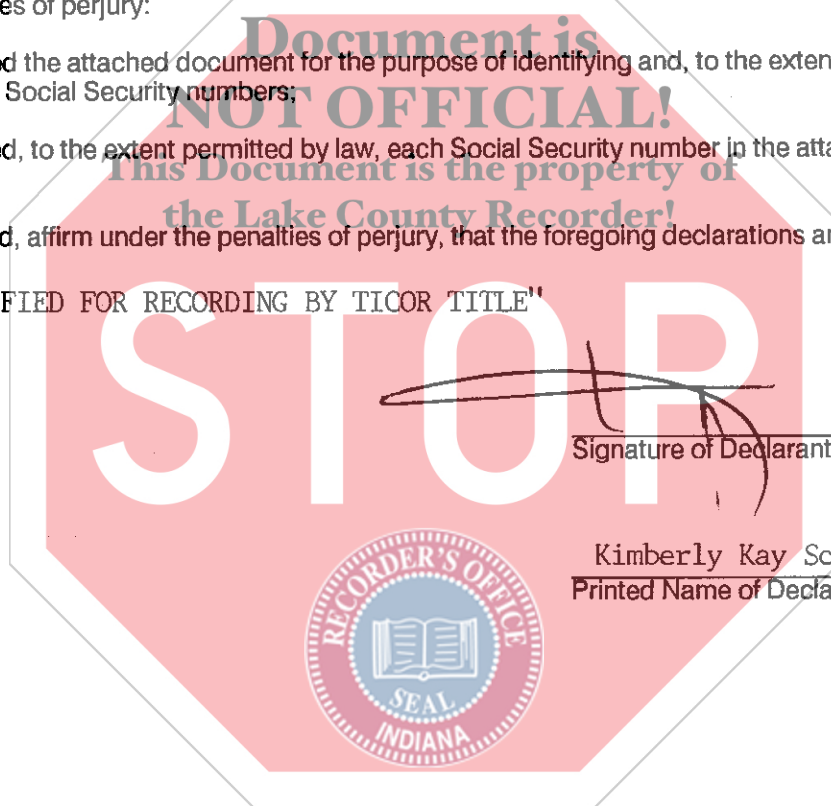 es of perjury:
Document is
d the attached document for the purpose of identifying and, to the exten
Social Security numbers;
NOT OFFICIAL!
d, to the extent permitted by law, each Social Security number in the atta
This Document is the property of
the Lake County Recorder!
d, affirm under the penalties of perjury, that the foregoing declarations a
FIED FOR RECORDING BY TICOR TITLE"
STOP
Signature of Declarant
Kimberly Kay Sc
Printed Name of Decla
RECORDER'S OFFICE
SEAL
INDIANA